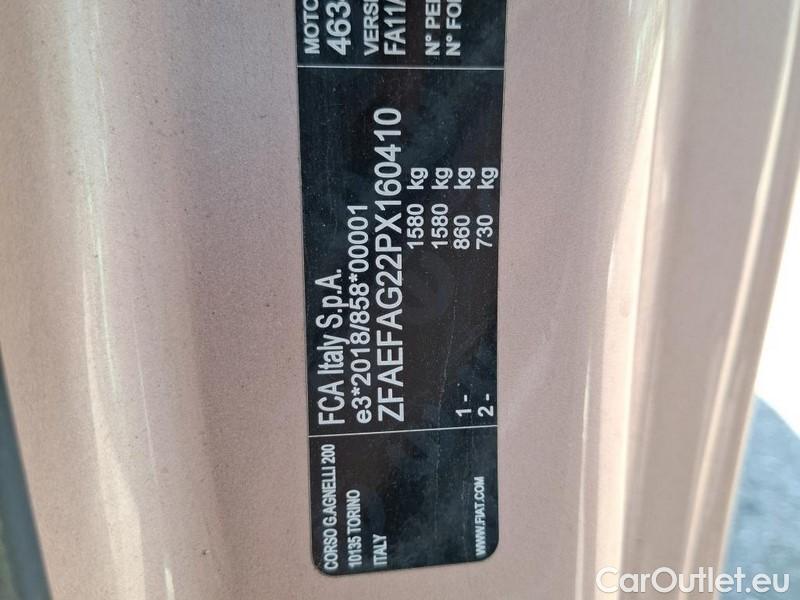 CORSO G.AGNELLI 200
10135 TORINO
ITALY
WWW.FIAT.COM
FCA Italy S.p.A.
e3*2018/858*00001
ZFAEFAG22PX160410
1580 kg
1580 kg
1- 860 kg
2- 730 kg
MOTO
463
VERSI
FA11/
N° PE
N° FO
CarOutlet.eu